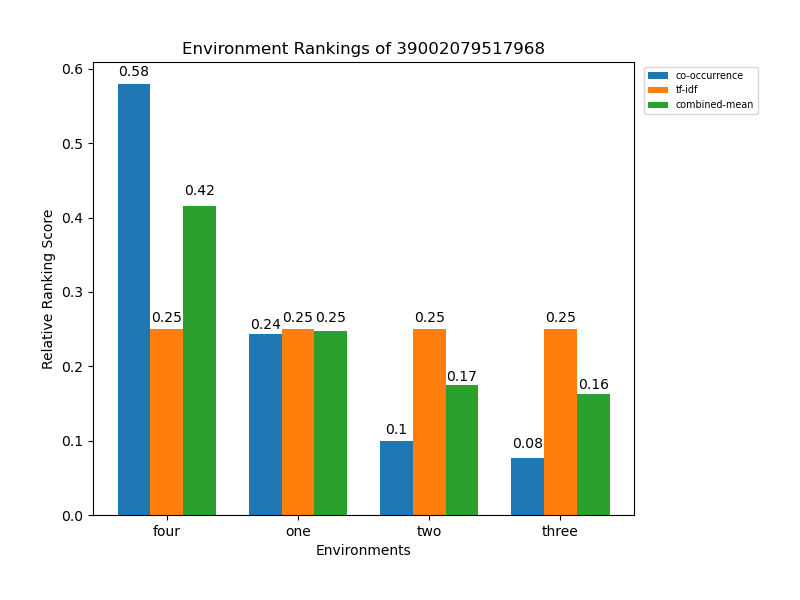 Environment Rankings of 39002079517968
co-occurrence
tf-idf
combined-mean
Relative Ranking Score
0.6
0.5
0.4
0.3
0.2
0.1
0.0
0.58
0.25
0.42
0.24
0.25
0.25
0.1
0.25
0.17
0.08
0.25
0.16
four
one
two
three
Environments